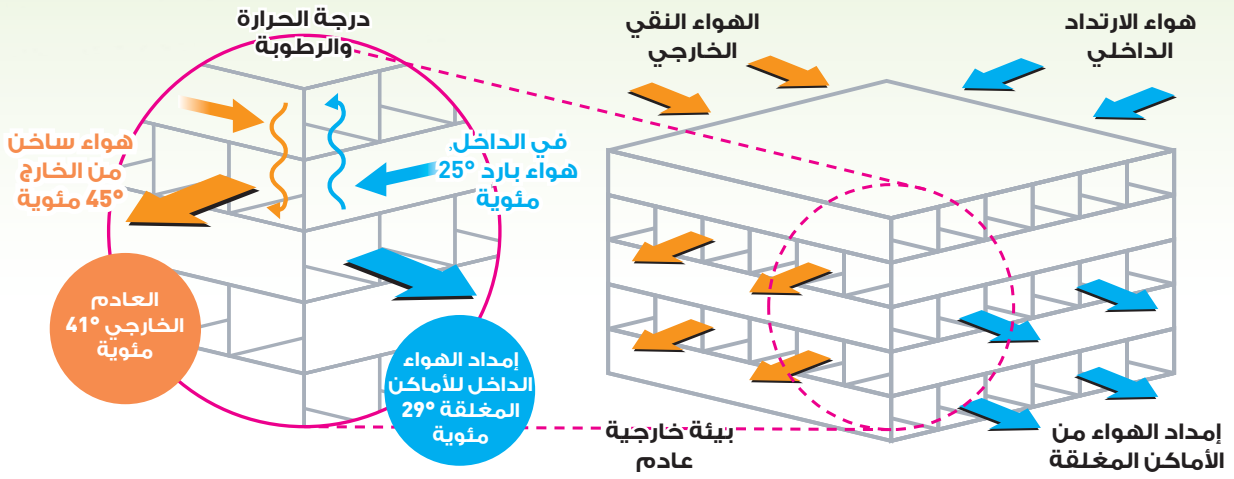 هواء الارتداد
الداخلي
الهواء النقي
الخارجي
درجة الحرارة
والرطوبة
هواء ساخن
من الخارج
45° مئوية
في الداخل,
هواء بارد 25°
مئوية
العادم
الخارجي 41°
مئوية
إمداد الهواء
الداخل للأماكن
المغلقة 29°
مئوية
بيئة خارجية
عادم
إمداد الهواء من
الأماكن المغلقة